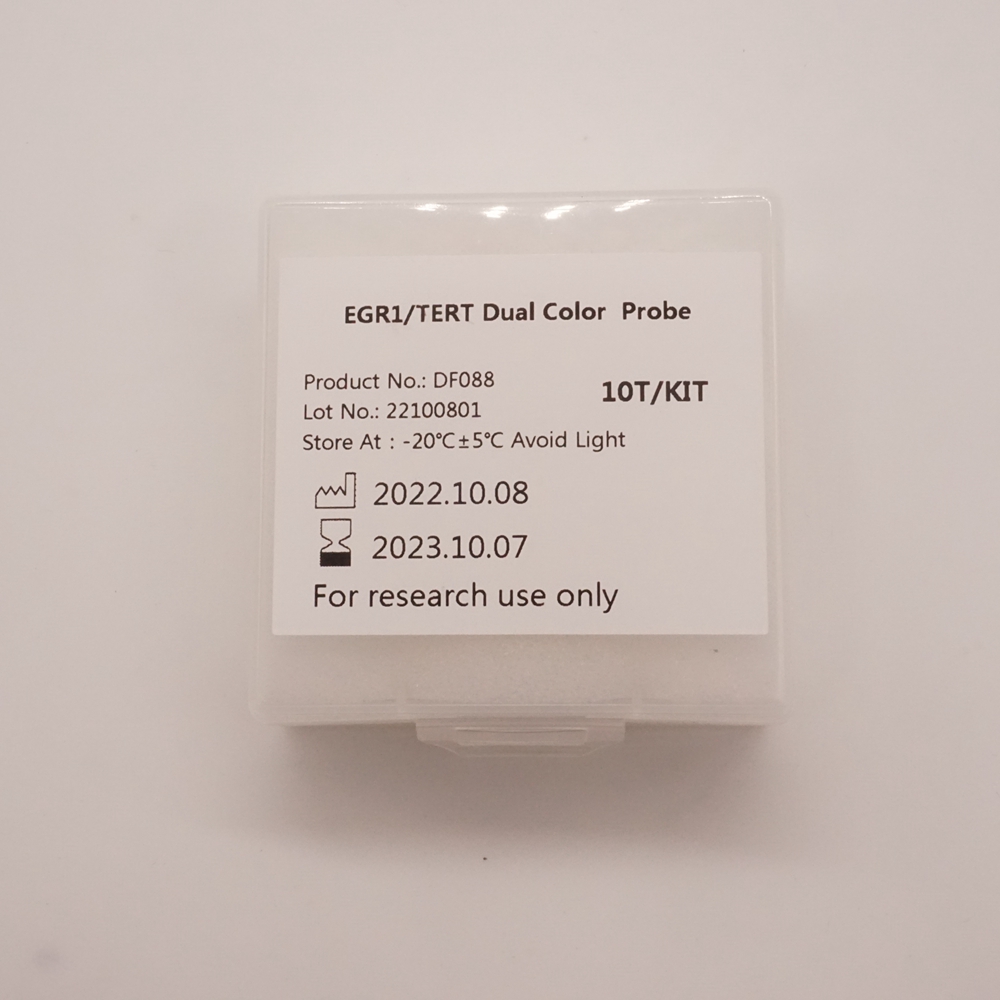 EGR1/TERT Dual Color Probe
Product No.: DF088
10T/KIT
Lot No.: 22100801
Store At : -20℃±5℃ Avoid Light
2022.10.08
2023.10.07
For research use only